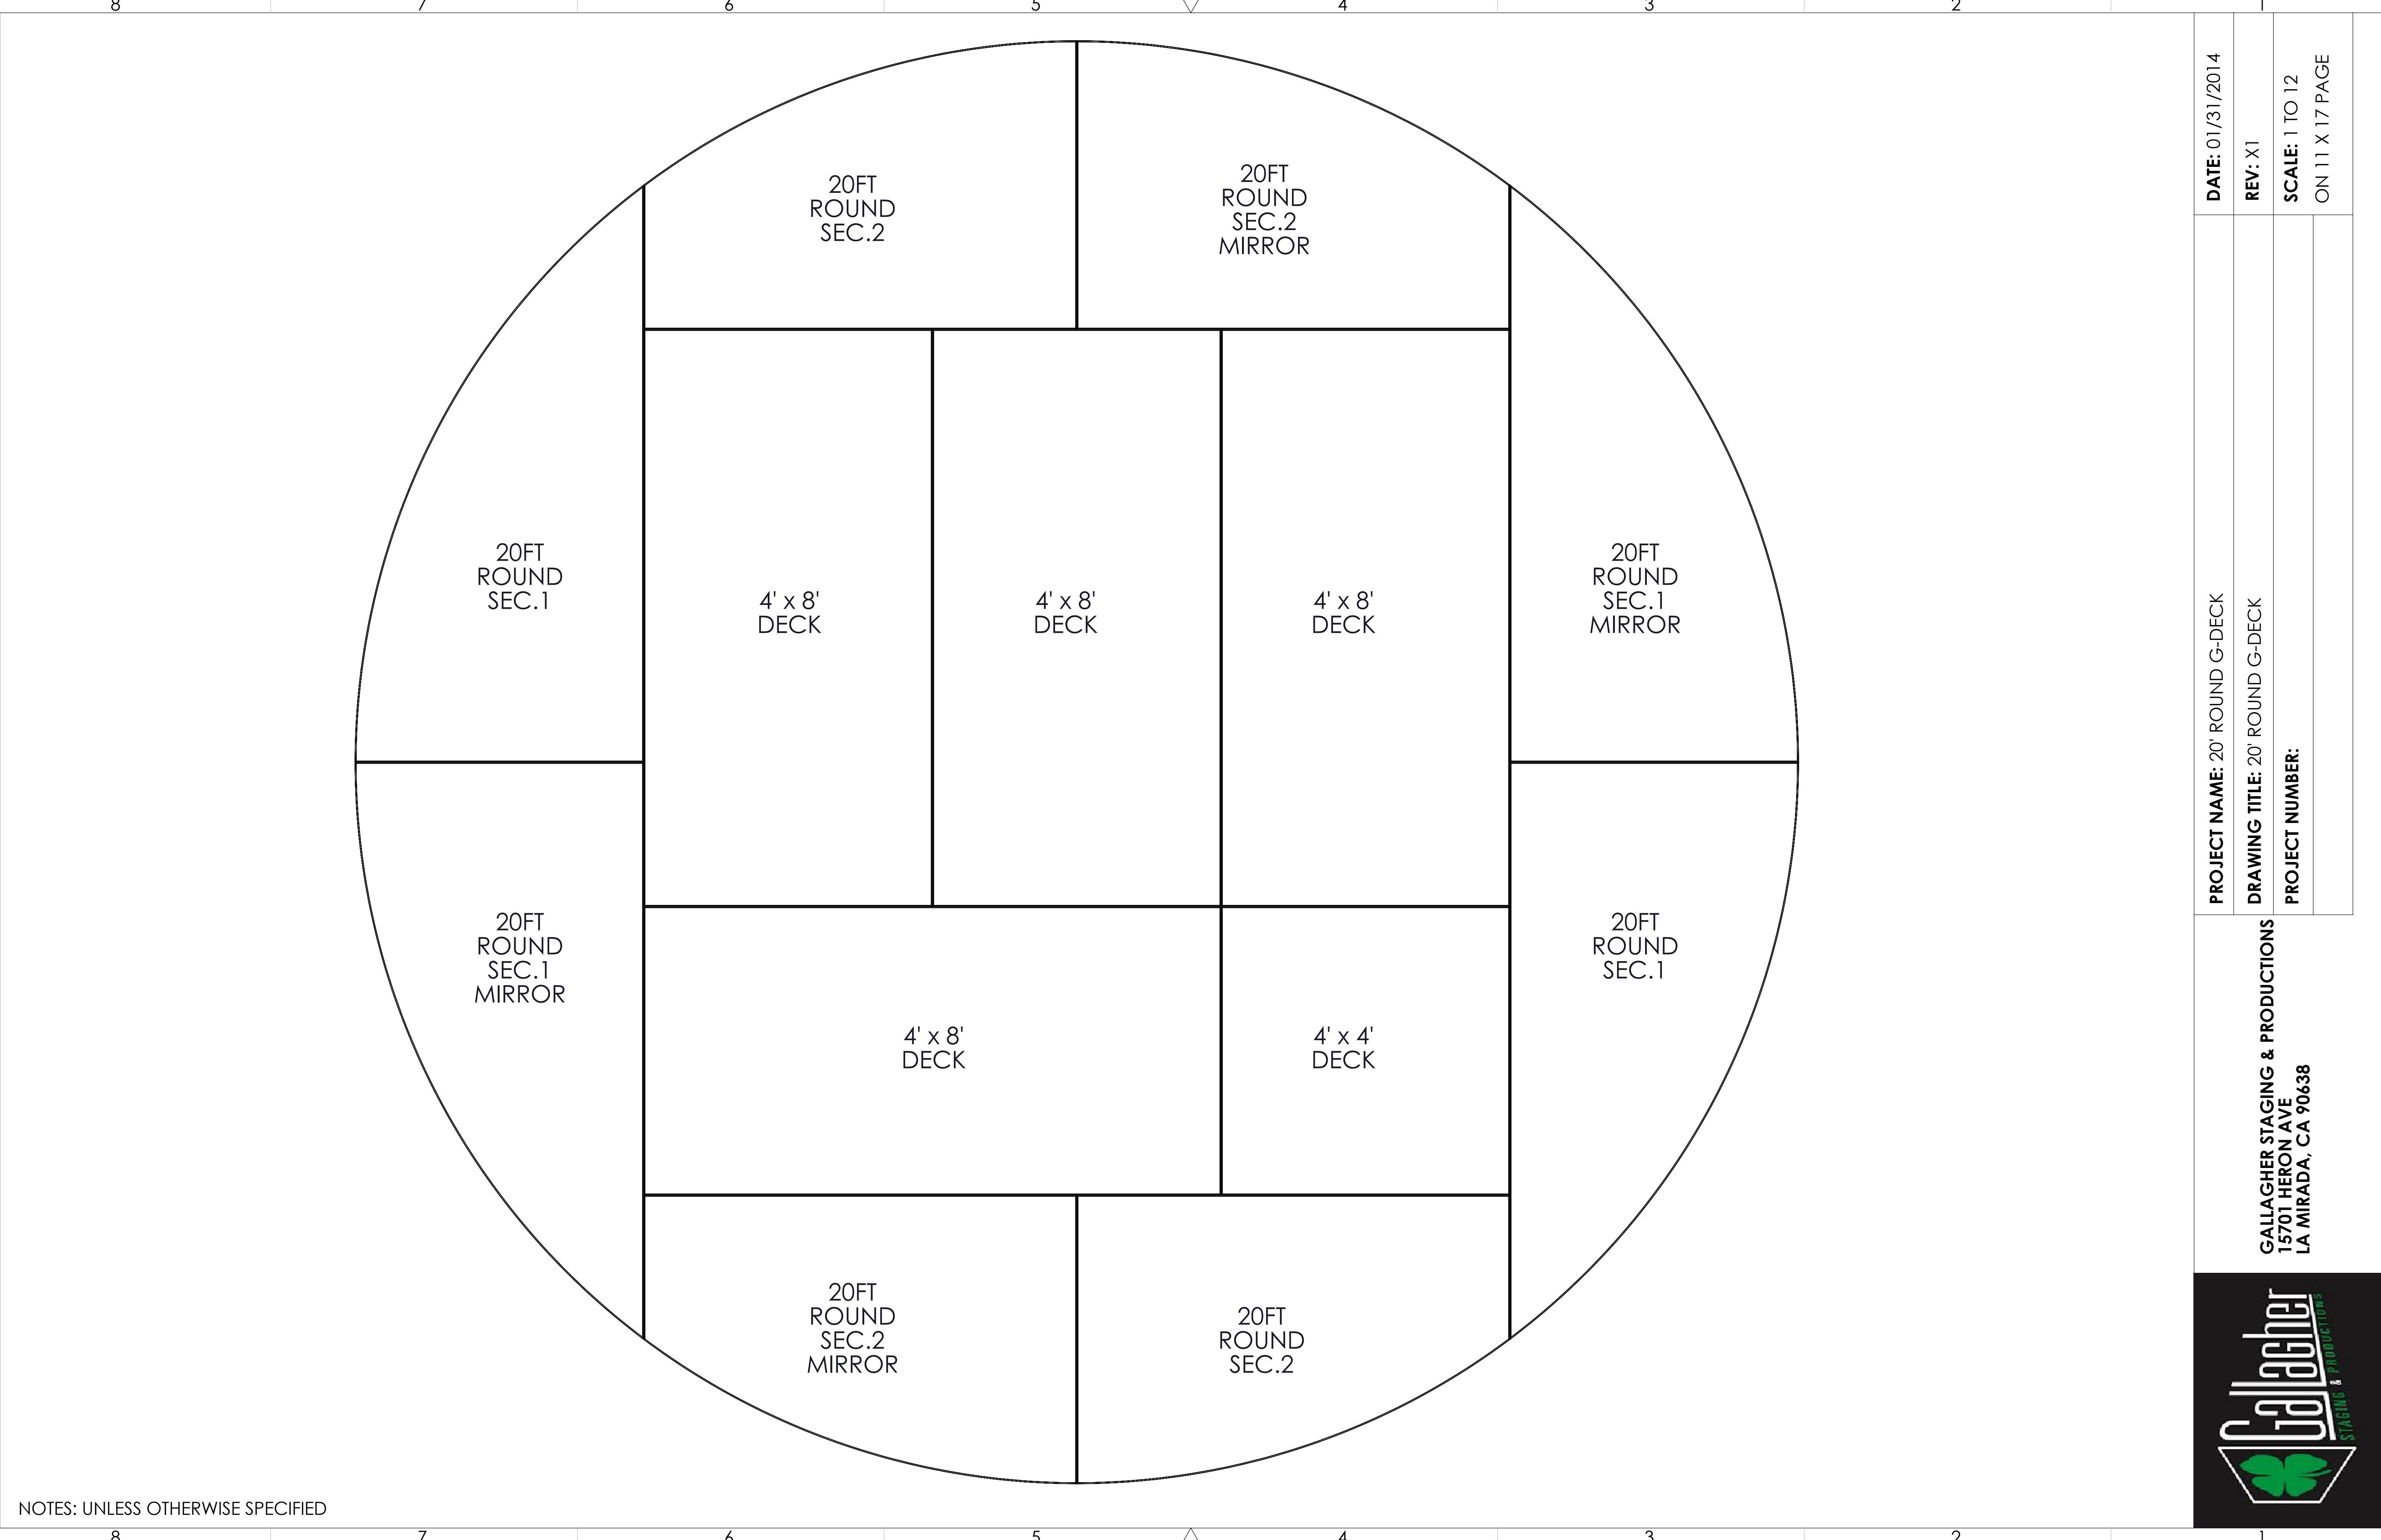 8 7 6 5 4 3 2 1
20FT
ROUND
SEC.2
20FT
ROUND
SEC.2
MIRROR
20FT
ROUND
SEC.1
4' x 8'
DECK
4' x 8'
DECK
4' x 8'
DECK
20FT
ROUND
SEC.1
MIRROR
20FT
ROUND
SEC.1
MIRROR
4' x 8'
DECK
4' x 4'
DECK
20FT
ROUND
SEC.1
20FT
ROUND
SEC.2
MIRROR
20FT
ROUND
SEC.2
NOTES: UNLESS OTHERWISE SPECIFIED
8 7 6 5 4 3 2 1
DATE: 01/31/2014
REV: X1
SCALE: 1 TO 12
ON 11 X 17 PAGE
PROJECT NAME: 20' ROUND G-DECK
DRAWING TITLE: 20' ROUND G-DECK
PROJECT NUMBER:
GALLAGHER STAGING & PRODUCTIONS
15701 HERON AVE
LA MIRADA, CA 90638
Gallagher
STAGING & PRODUCTIONS